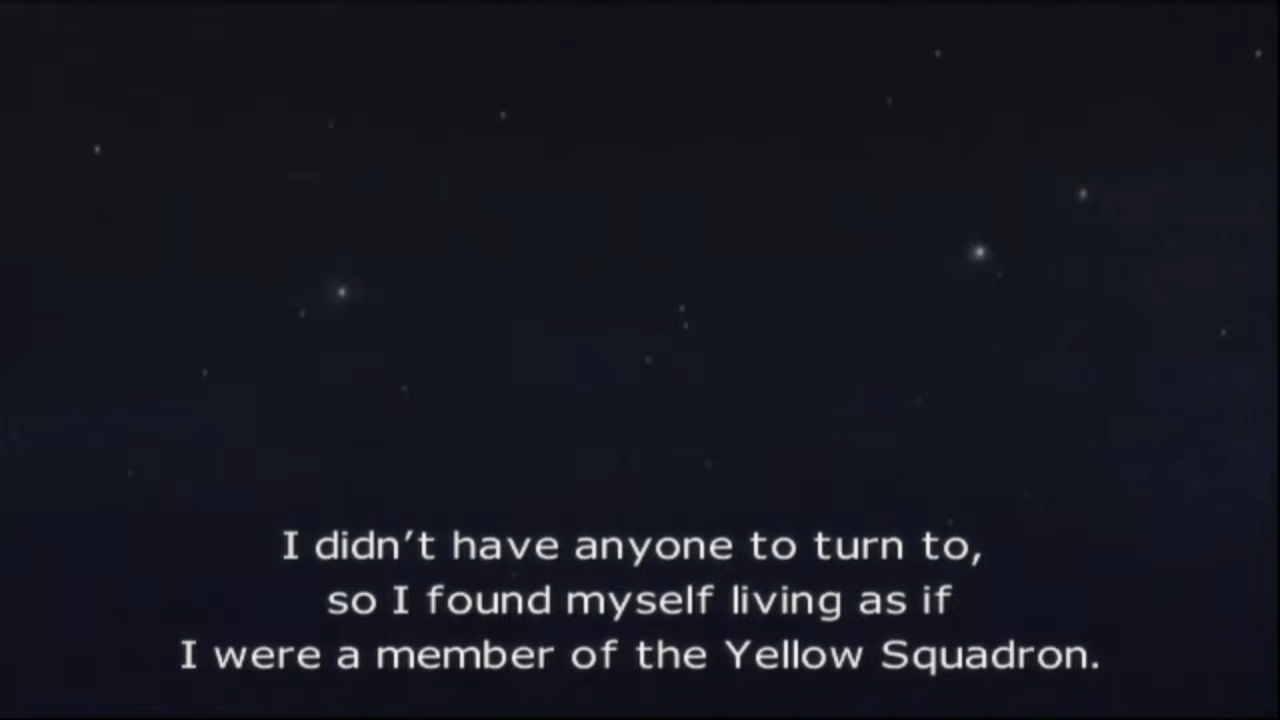 I didn't have anyone to turn to,
so I found myself living as if
I were a member of the Yellow Squadron.